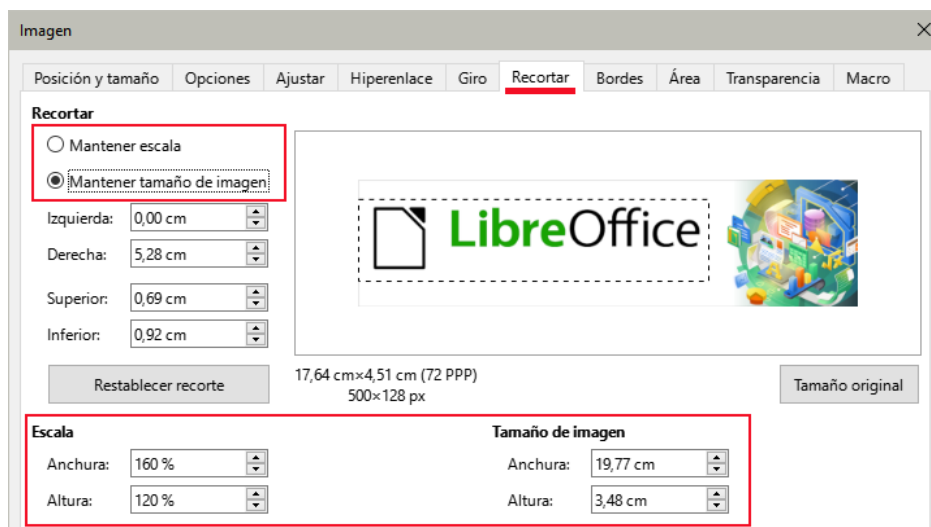 Imagen
Posición y tamaño Opciones Ajustar Hiperenlace Giro Recortar Bordes Área Transparencia Macro
Recortar
Mantener escala
Mantener tamaño de imagen
Izquierda: 0,00 cm
Derecha: 5,28 cm
Superior: 0,69 cm
Inferior: 0,92 cm
LibreOffice
Restablecer recorte
17,64 cm×4,51 cm (72 PPP)
500×128 px
Tamaño original
Escala
Anchura: 160 %
Altura: 120 %
Tamaño de imagen
Anchura: 19,77 cm
Altura: 3,48 cm